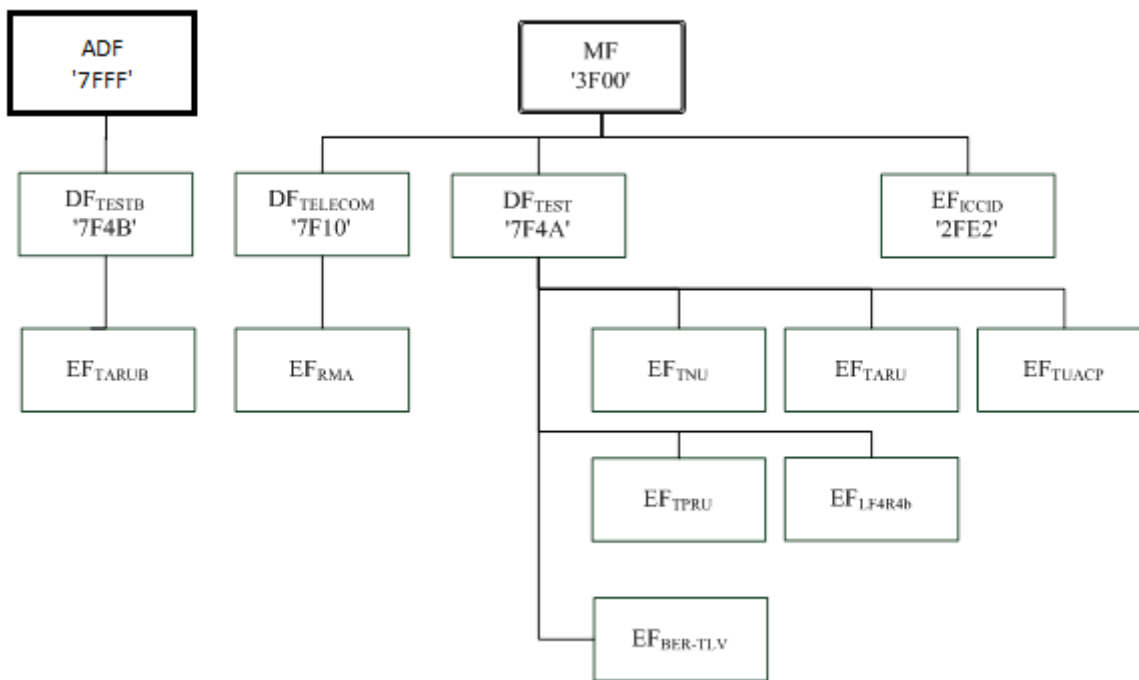 ADF
'7FFF'
MF
'3F00'
DFTESTB
'7F4B'
DFTELECOM
'7F10'
DFTEST
'7F4A'
EFICCID
'2FE2'
EFTARUB
EFRMA
EFTNU
EFTARU
EFTUACP
EFTPRU
EFLF4R4b
EFBER-TLV